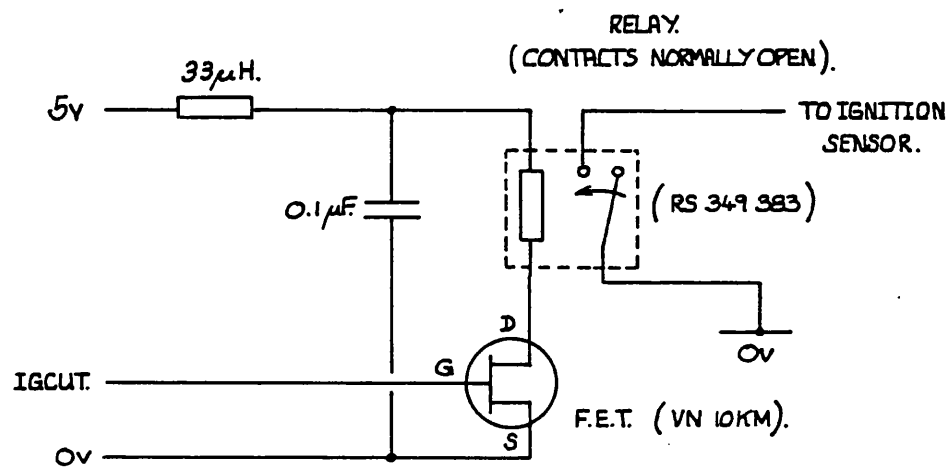 RELAY.
(CONTACTS NORMALLY OPEN).
33µH.
5V
TO IGNITION
SENSOR.
0.1µF.
(RS 349 383)
D
G
0V
IGCUT.
F.E.T. (VN 10KM).
S
0V